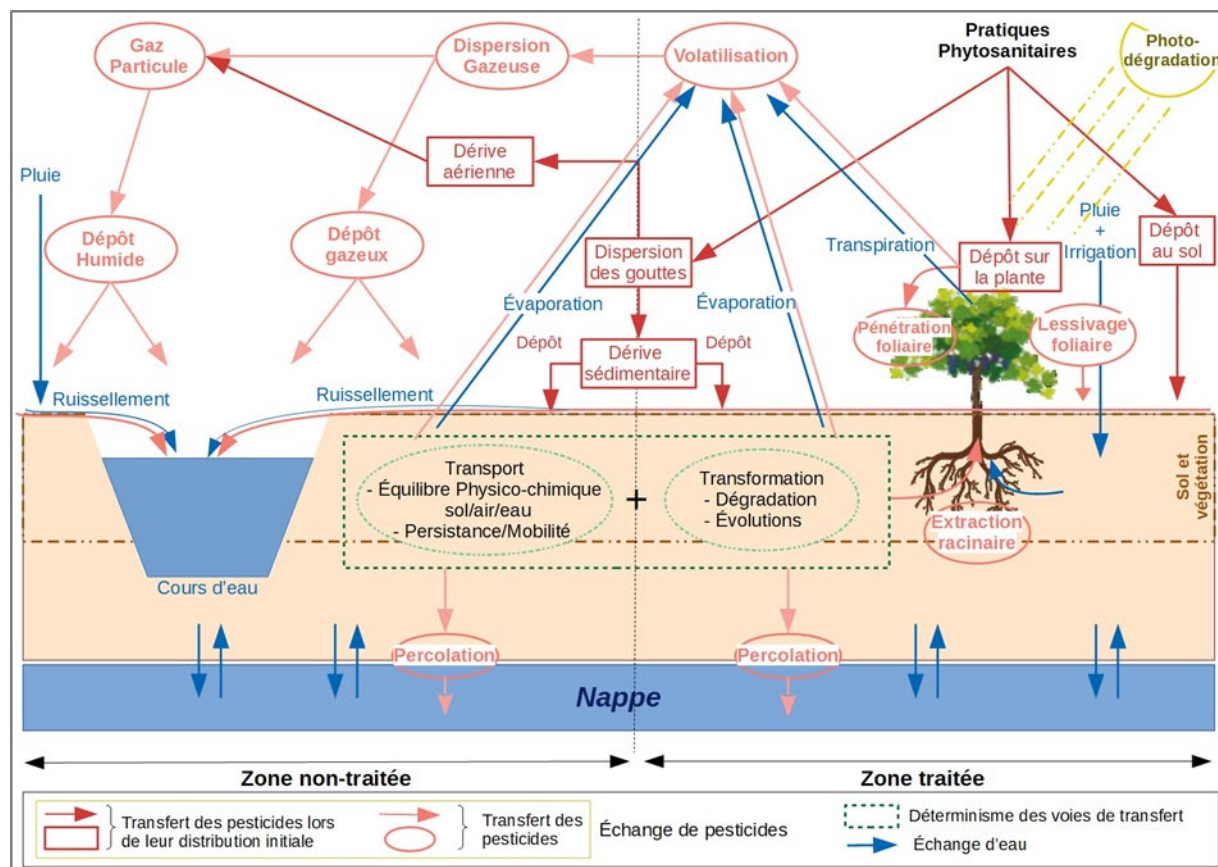 Gaz
Particule
Dispersion
Gazeuse
Volatilisation
Pratiques
Phytosanitaires
Photo-
dégradation
Dérive
aérienne
Pluie
Dépôt
Humide
Dépôt
gazeux
Dispersion
des gouttes
Transpiration
Pluie
+
Irrigation
Dépôt
au sol
Dépôt sur
la plante
Évaporation
Évaporation
Pénétration
foliaire
Lessivage
foliaire
Dépôt
Dérive
sédimentaire
Dépôt
Ruissellement
Ruissellement
Transport
- Équilibre Physico-chimique
sol/air/eau
- Persistance/Mobilité
+
Transformation
- Dégradation
- Évolutions
Extraction
racinaire
Sol et
végétation
Cours d'eau
Percolation
Percolation
Nappe
Zone non-traitée
Zone traitée
Transfert des pesticides lors
de leur distribution initiale
Transfert des
pesticides
Échange de pesticides
Déterminisme des voies de transfert
Échange d'eau